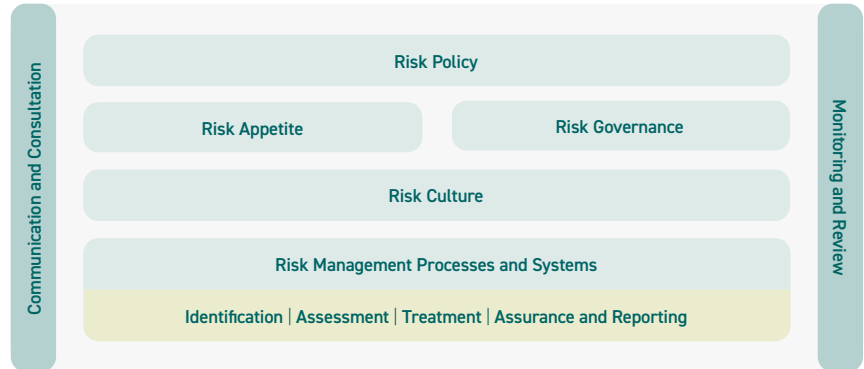 Communication and Consultation
Risk Policy
Risk Appetite
Risk Governance
Risk Culture
Risk Management Processes and Systems
Identification | Assessment | Treatment | Assurance and Reporting
Monitoring and Review